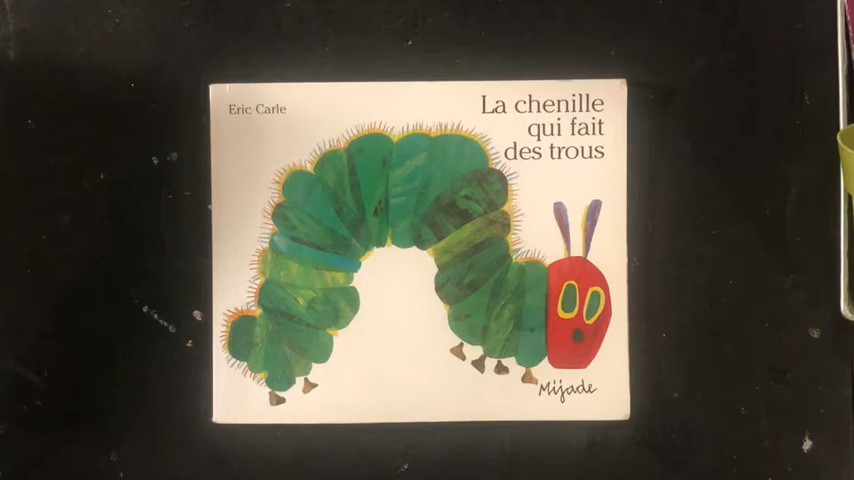 Eric Carle
La chenille
qui fait
des trous
Mijade